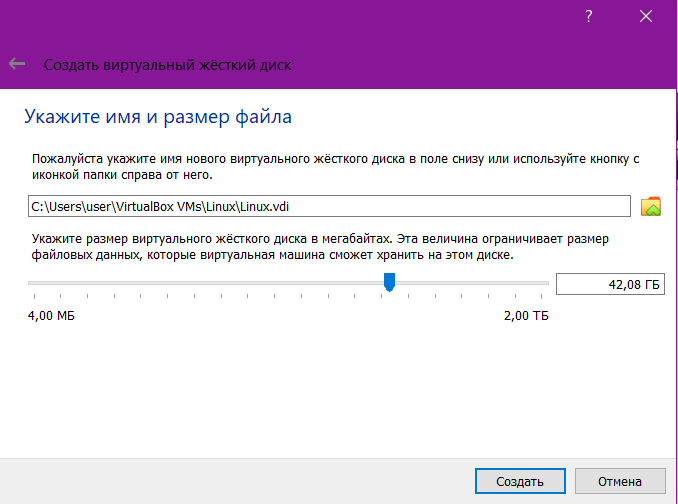 ?
Создать виртуальный жёсткий диск
Укажите имя и размер файла
Пожалуйста укажите имя нового виртуального жёсткого диска в поле снизу или используйте кнопку с
иконкой папки справа от него.
C:\Users\user\VirtualBox VMs\Linux\Linux.vdi
Укажите размер виртуального жёсткого диска в мегабайтах. Эта величина ограничивает размер
файловых данных, которые виртуальная машина сможет хранить на этом диске.
42,08 ГБ
4,00 МБ 2,00 ТБ
Создать Отмена